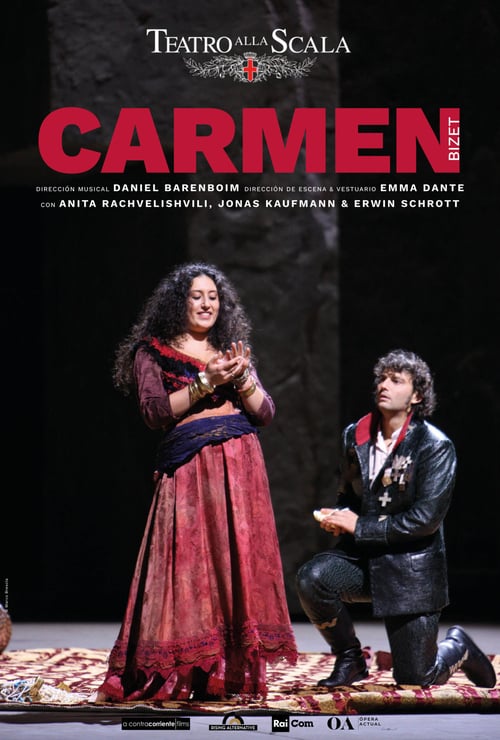 TEATRO ALLA SCALA
CARMEN
BIZET
DIRECCIÓN MUSICAL DANIEL BARENBOIM DIRECCIÓN DE ESCENA & VESTUARIO EMMA DANTE
CON ANITA RACHVELISHVILI, JONAS KAUFMANN & ERWIN SCHROTT
a contracorriente films
RISING ALTERNATIVE
Rai Com
OA ÓPERA ACTUAL